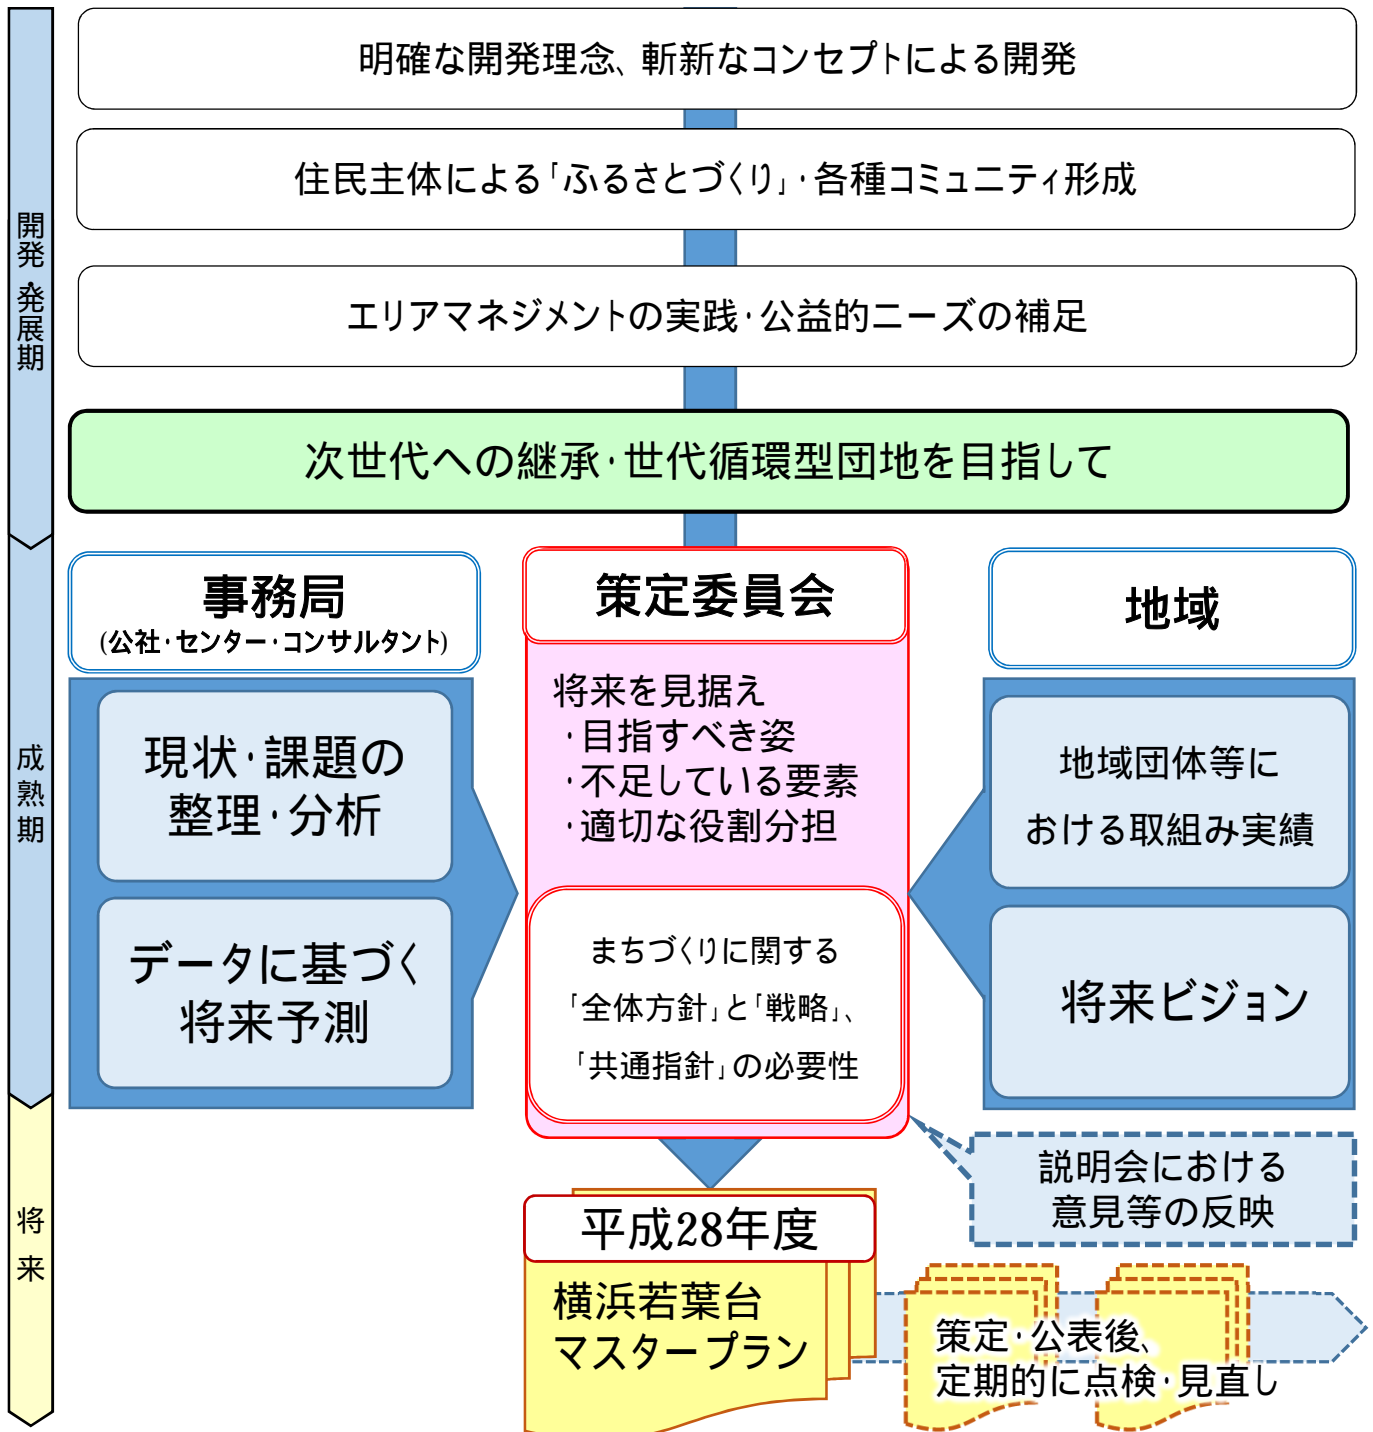 開発・発展期
明確な開発理念、斬新なコンセプトによる開発
住民主体による「ふるさとづくり」・各種コミュニティ形成
エリアマネジメントの実践・公益的ニーズの補足
次世代への継承・世代循環型団地を目指して
成熟期
事務局
(公社・センター・コンサルタント)
現状・課題の
整理・分析
データに基づく
将来予測
策定委員会
将来を見据え
・目指すべき姿
・不足している要素
・適切な役割分担
まちづくりに関する
「全体方針」と「戦略」、
「共通指針」の必要性
地域
地域団体等に
おける取組み実績
将来ビジョン
説明会における
意見等の反映
将来
平成28年度
横浜若葉台
マスタープラン
策定・公表後、
定期的に点検・見直し